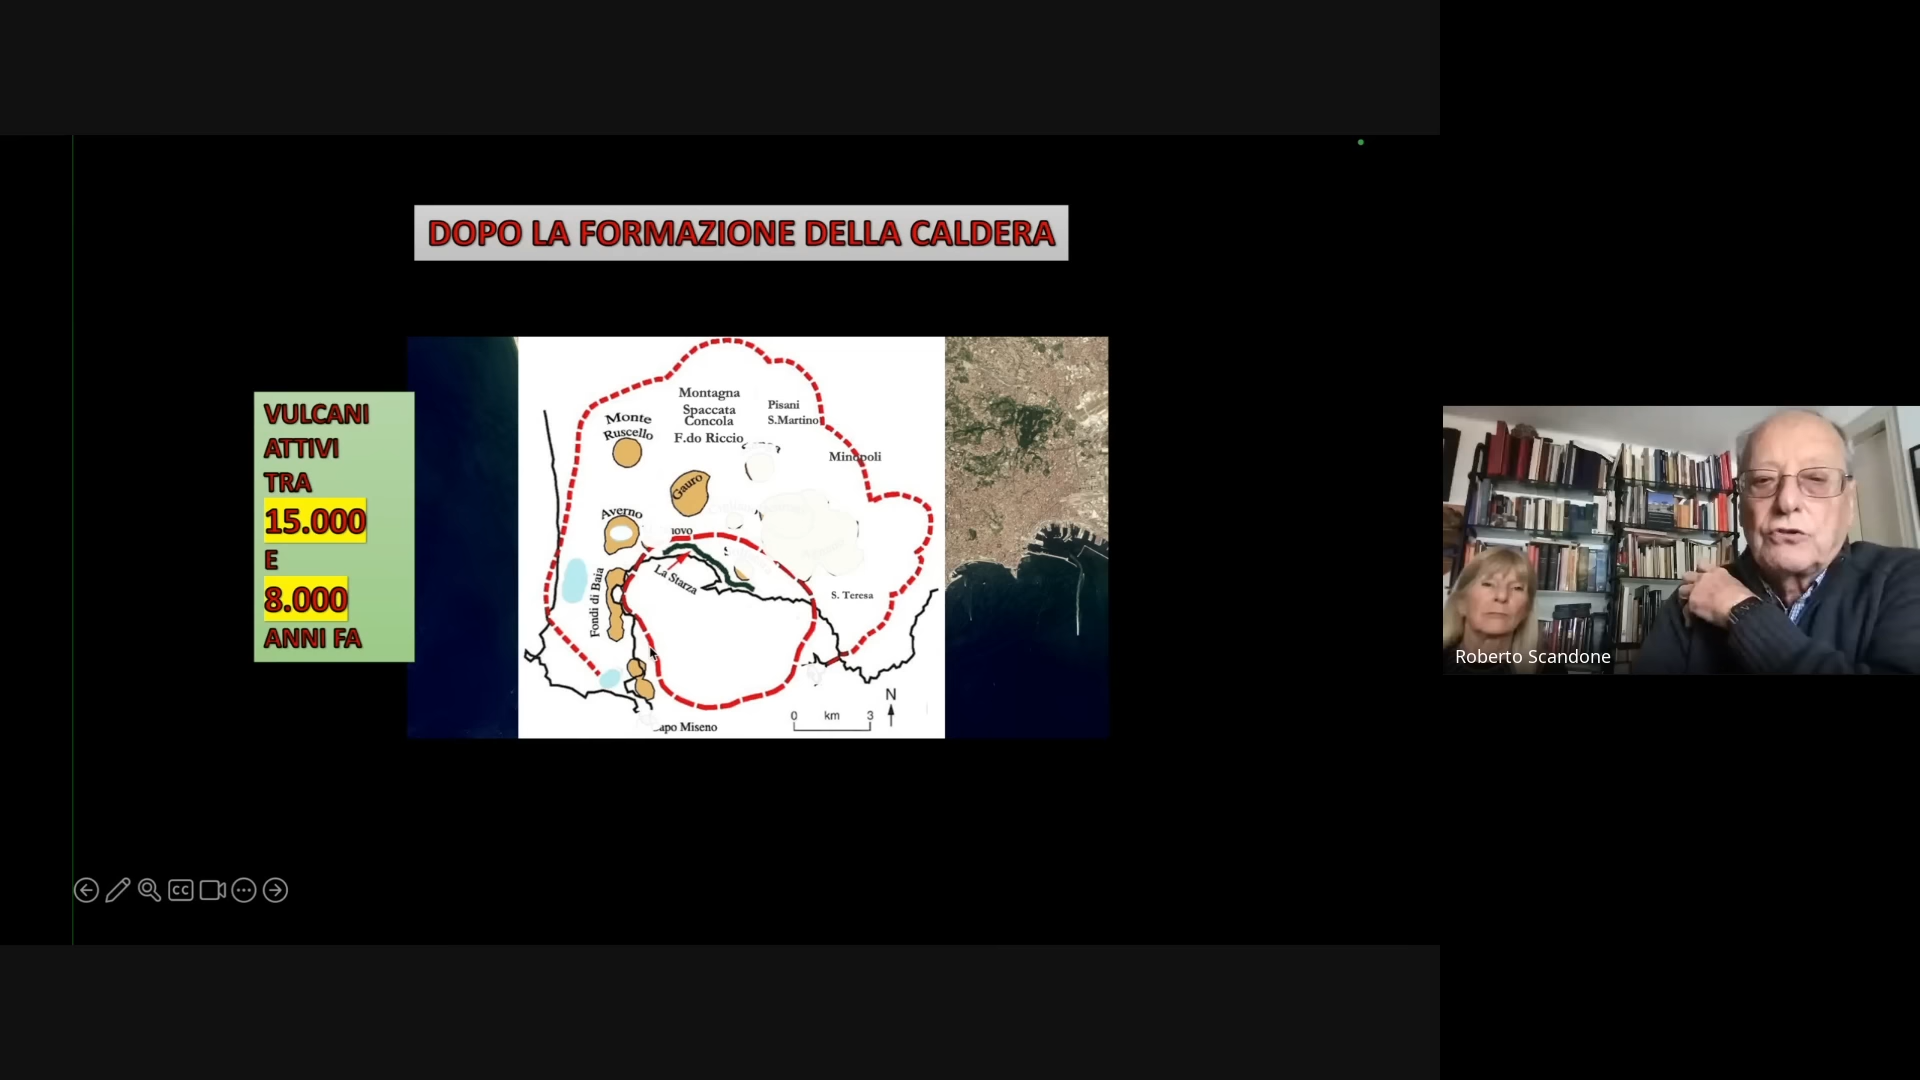 DOPO LA FORMAZIONE DELLA CALDERA
VULCANI
ATTIVI
TRA
15.000
E
8.000
ANNI FA
Montagna
Spaccata
Concola
F.do Riccio
Pisani
S.Martino
Monte
Ruscello
Minopoli
Gauro
Averno
La Starza
Fondi di Baia
S. Teresa
N
0 km 3
apo Miseno
CC
Roberto Scandone